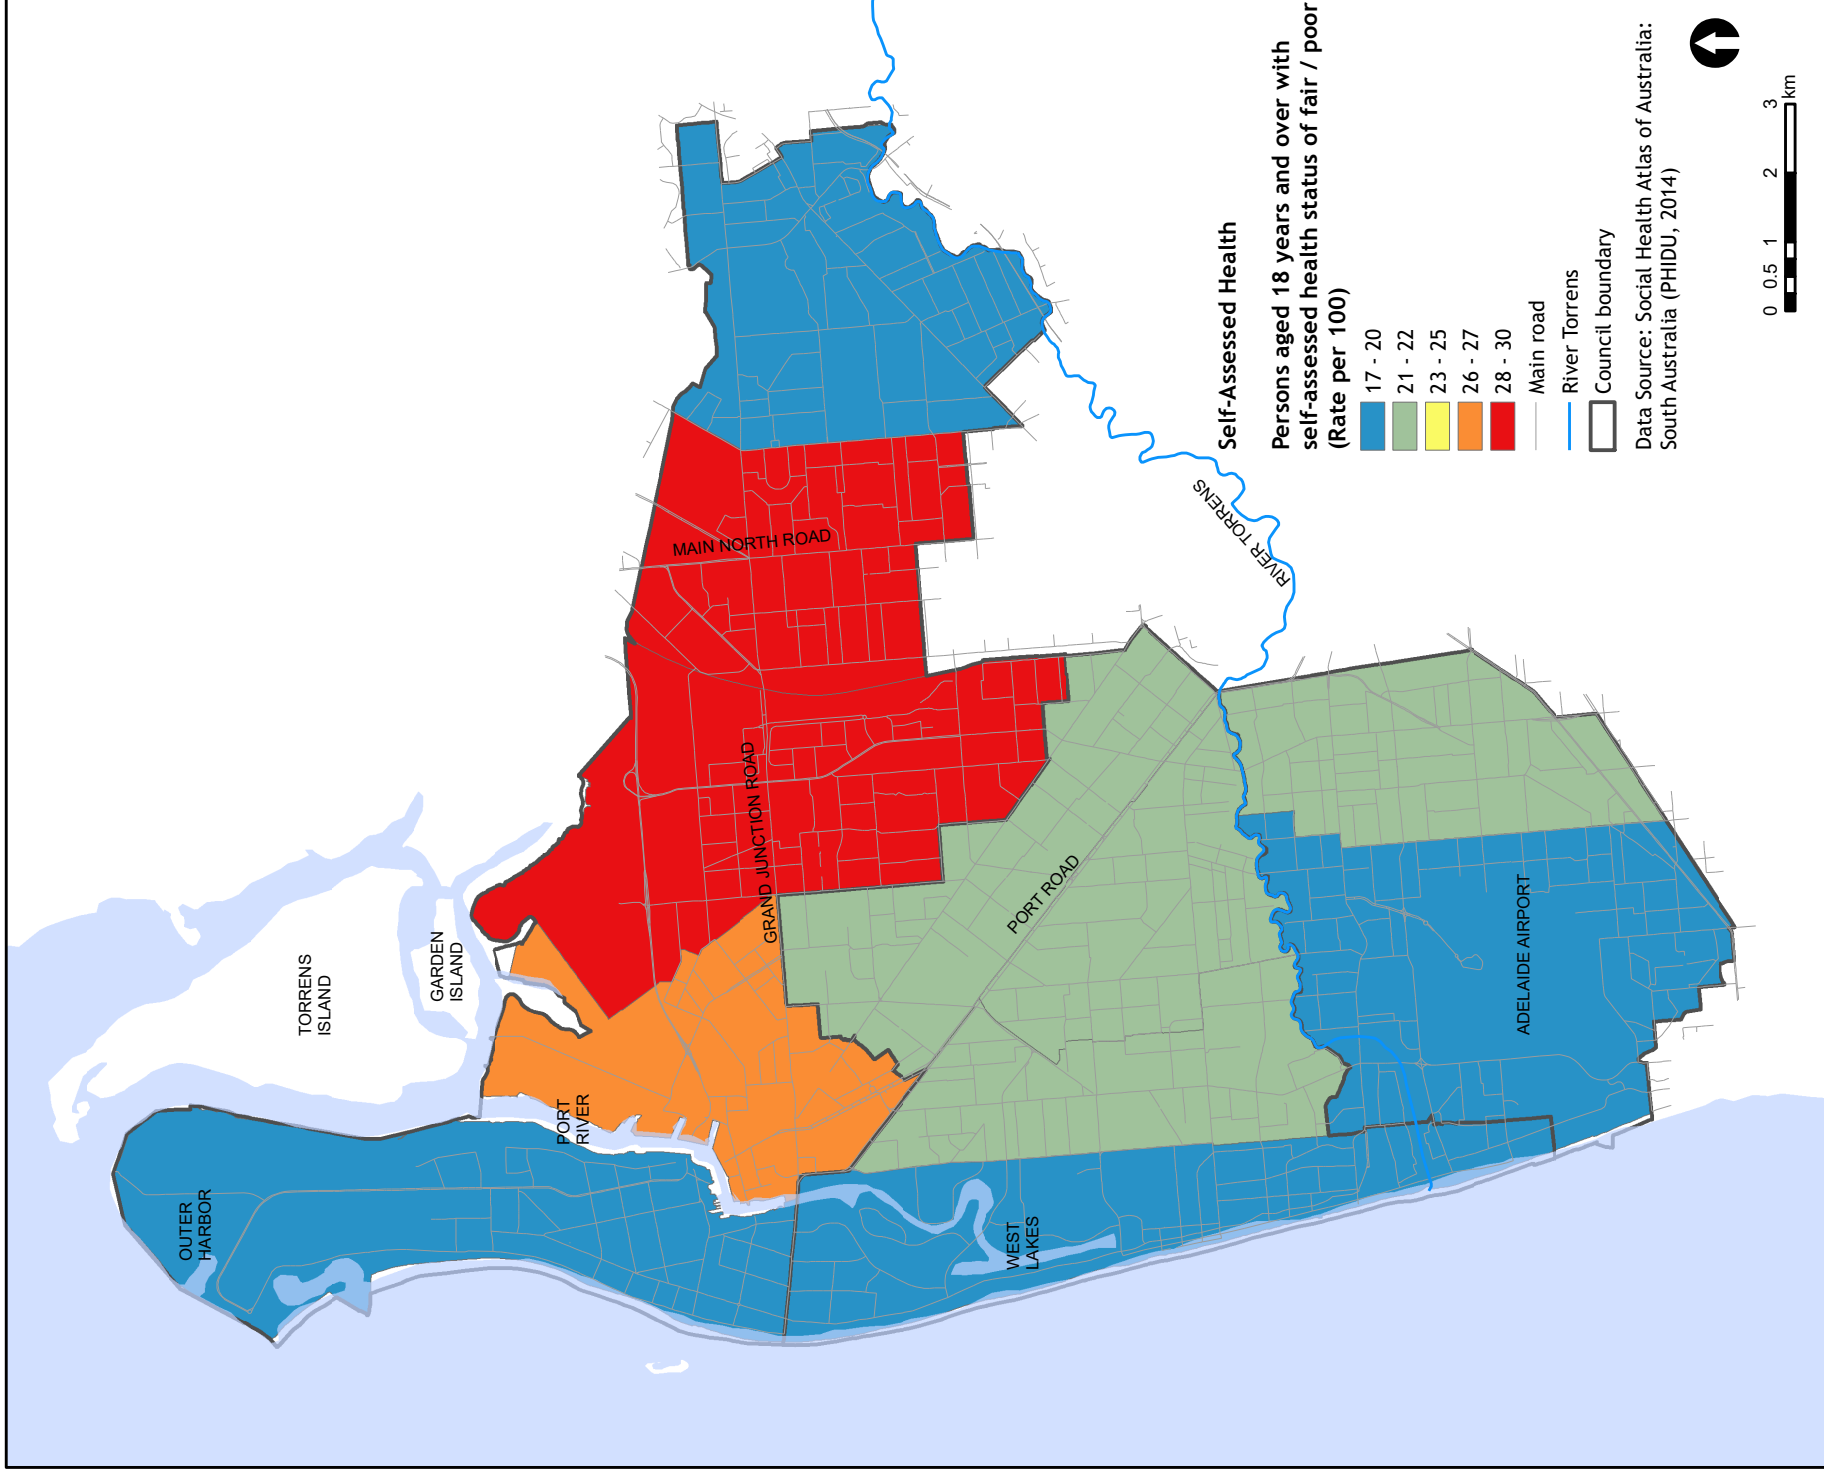 OUTER
HARBOR
TORRENS
ISLAND
GARDEN
ISLAND
PORT
RIVER
MAIN NORTH ROAD
GRAND JUNCTION ROAD
PORT ROAD
WEST
LAKES
RIVER TORRENS
ADELAIDE AIRPORT
Self-Assessed Health
Persons aged 18 years and over with
self-assessed health status of fair / poor
(Rate per 100)
17 - 20
21 - 22
23 - 25
26 - 27
28 - 30
Main road
River Torrens
Council boundary
Data Source: Social Health Atlas of Australia:
South Australia (PHIDU, 2014)
0 0.5 1 2 3
km